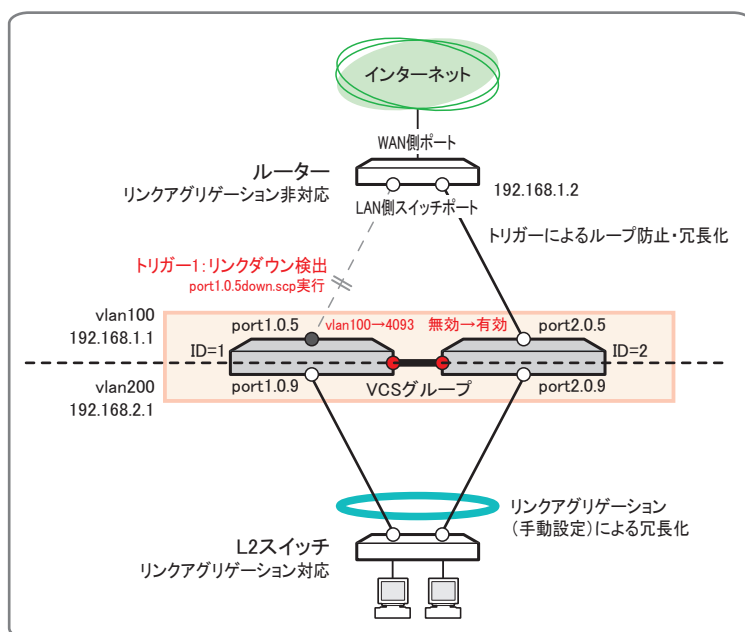 インターネット
WAN側ポート
ルーター
リンクアグリゲーション非対応
192.168.1.2
LAN側スイッチポート
トリガーによるループ防止・冗長化
トリガー1:リンクダウン検出
port1.0.5down.scp実行
vlan100
192.168.1.1
port1.0.5
vlan100→4093 無効→有効
port2.0.5
ID=1
ID=2
vlan200
192.168.2.1
port1.0.9
VCSグループ
port2.0.9
リンクアグリゲーション
(手動設定)による冗長化
L2スイッチ
リンクアグリゲーション対応